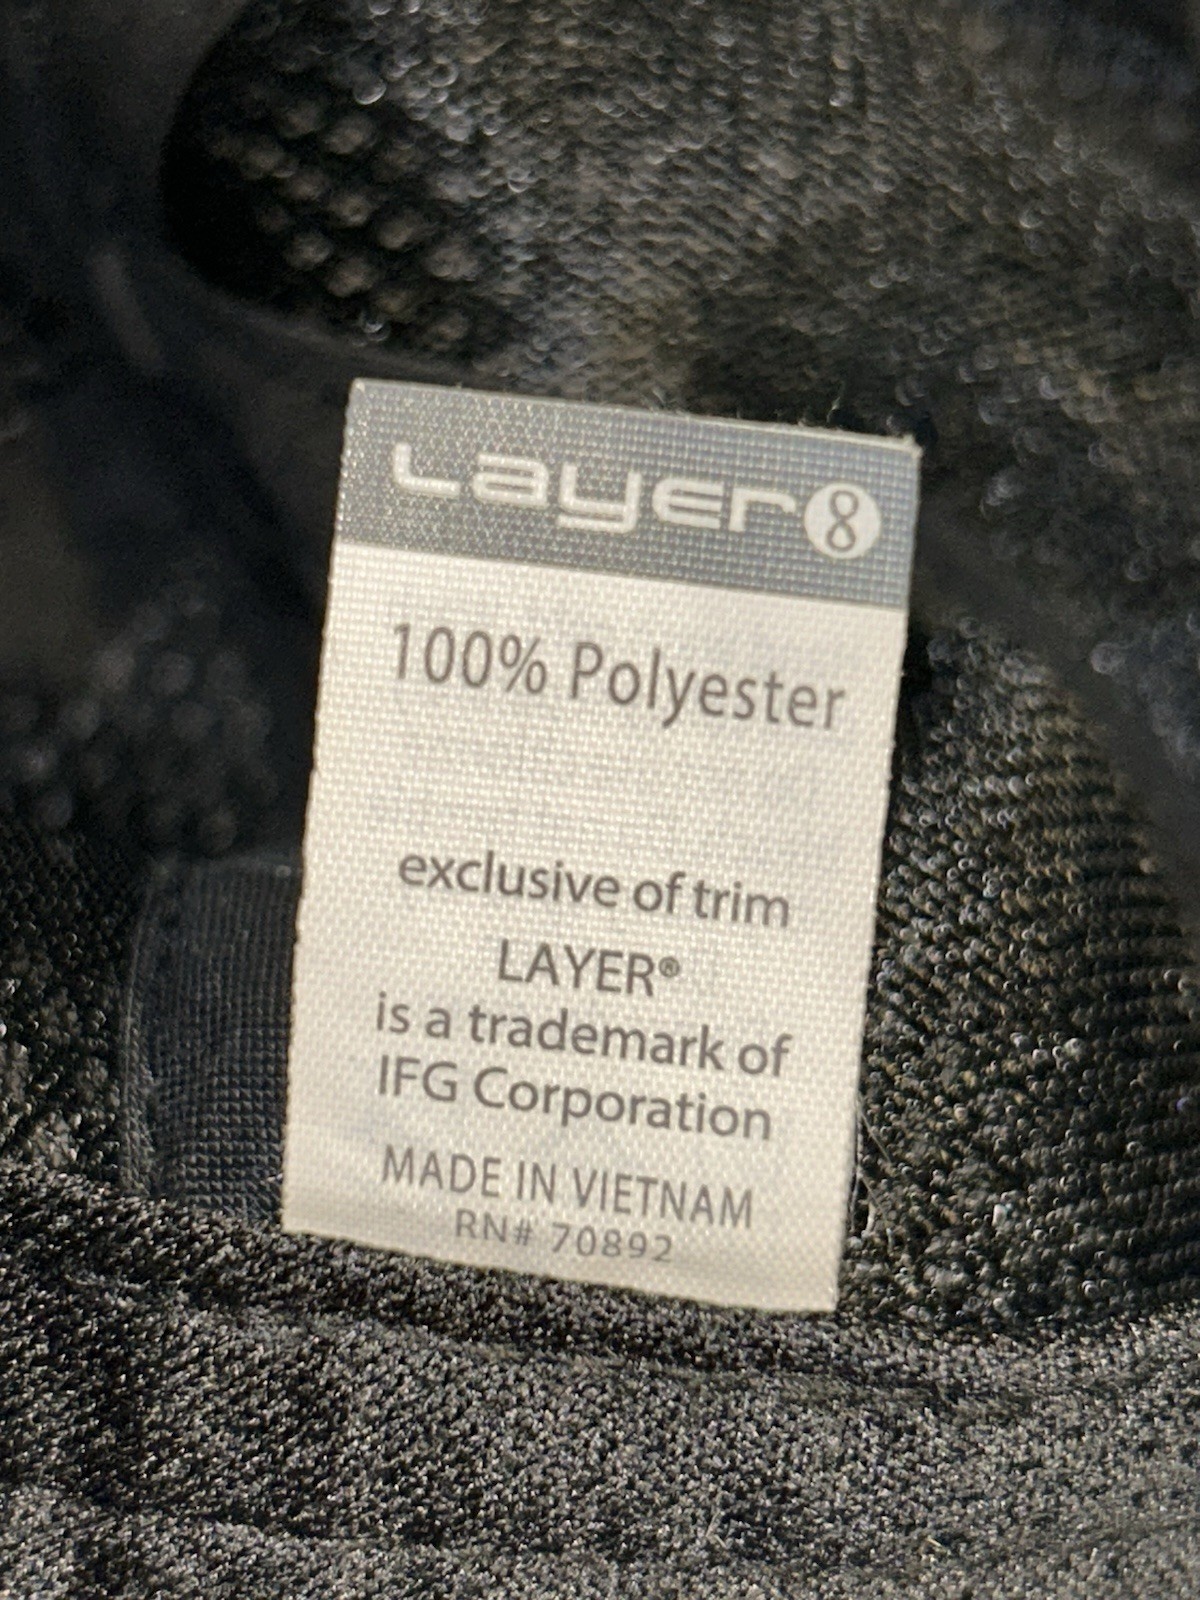 Layer8
100% Polyester
exclusive of trim
LAYER®
is a trademark of
IFG Corporation
MADE IN VIETNAM
RN# 70892